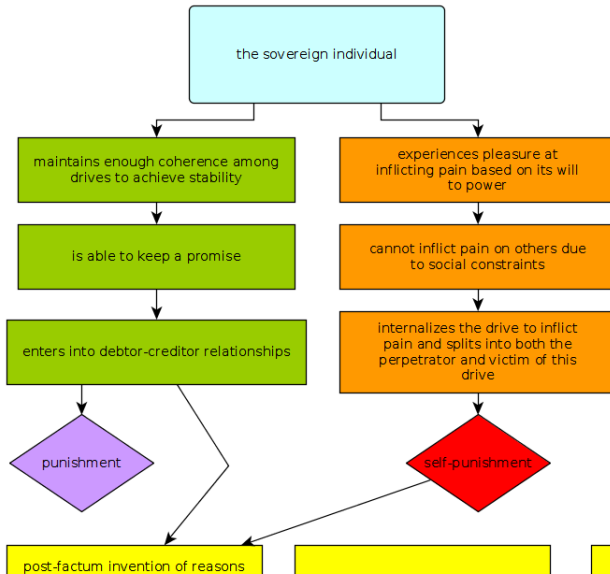 the sovereign individual
maintains enough coherence among
drives to achieve stability
experiences pleasure at
inflicting pain based on its will
to power
is able to keep a promise
cannot inflict pain on others due
to social constraints
enters into debtor-creditor relationships
internalizes the drive to inflict
pain and splits into both the
perpetrator and victim of this
drive
punishment
self-punishment
post-factum invention of reasons